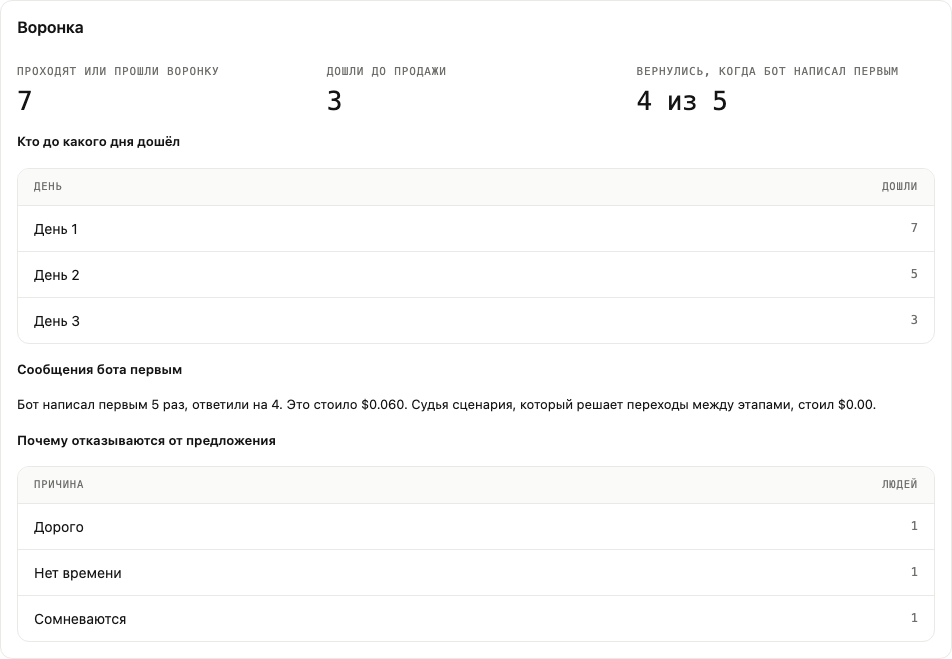 Воронка
ПРОХОДЯТ ИЛИ ПРОШЛИ ВОРОНКУ
7
ДОШЛИ ДО ПРОДАЖИ
3
ВЕРНУЛИСЬ, КОГДА БОТ НАПИСАЛ ПЕРВЫМ
4 из 5
Кто до какого дня дошёл
ДЕНЬ ДОШЛИ
День 1 7
День 2 5
День 3 3
Сообщения бота первым
Бот написал первым 5 раз, ответили на 4. Это стоило $0.060. Судья сценария, который решает переходы между этапами, стоил $0.00.
Почему отказываются от предложения
ПРИЧИНА ЛЮДЕЙ
Дорого 1
Нет времени 1
Сомневаются 1